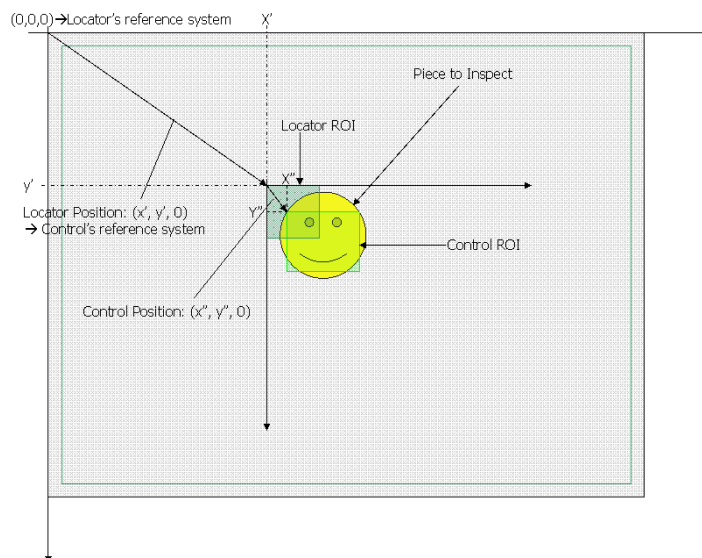 (0,0,0)→Locator's reference system
X'
Piece to Inspect
Locator ROI
X"
y'
Locator Position: (x', y', 0)
Y"
→ Control's reference system
Control ROI
Control Position: (x", y", 0)